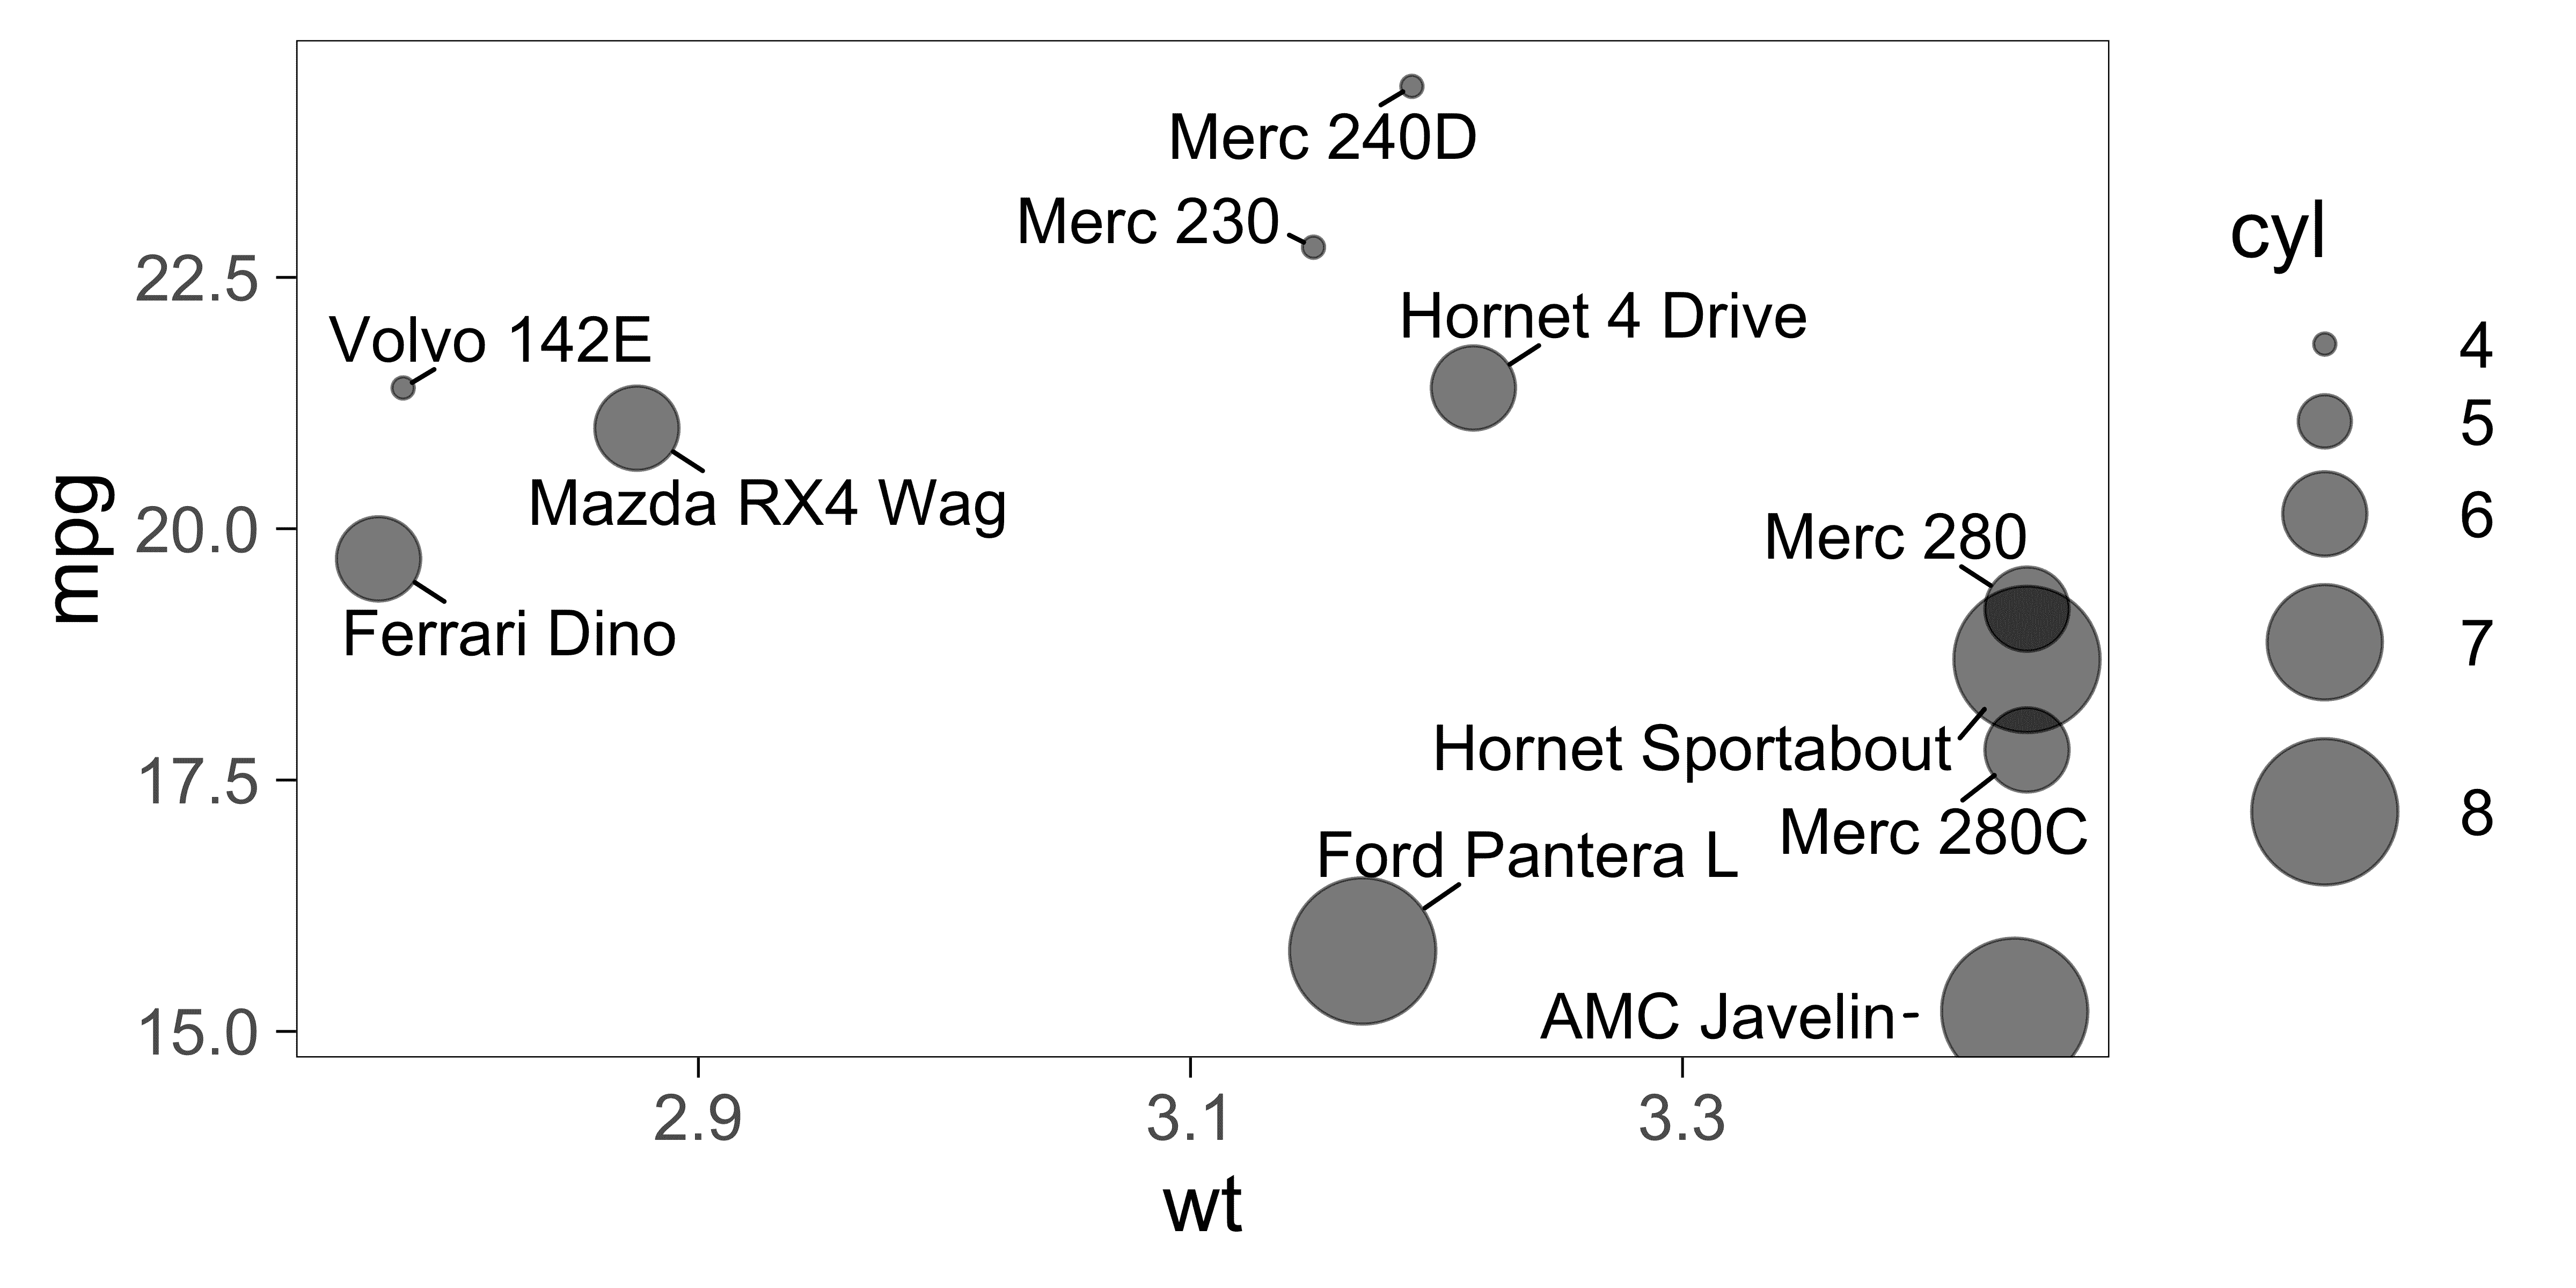 Merc 240D
Merc 230
Hornet 4 Drive
Volvo 142E
Mazda RX4 Wag
Merc 280
Ferrari Dino
Hornet Sportabout
Merc 280C
Ford Pantera L
AMC Javelin
mpg
22.5
20.0
17.5
15.0
2.9
3.1
3.3
wt
cyl
4
5
6
7
8